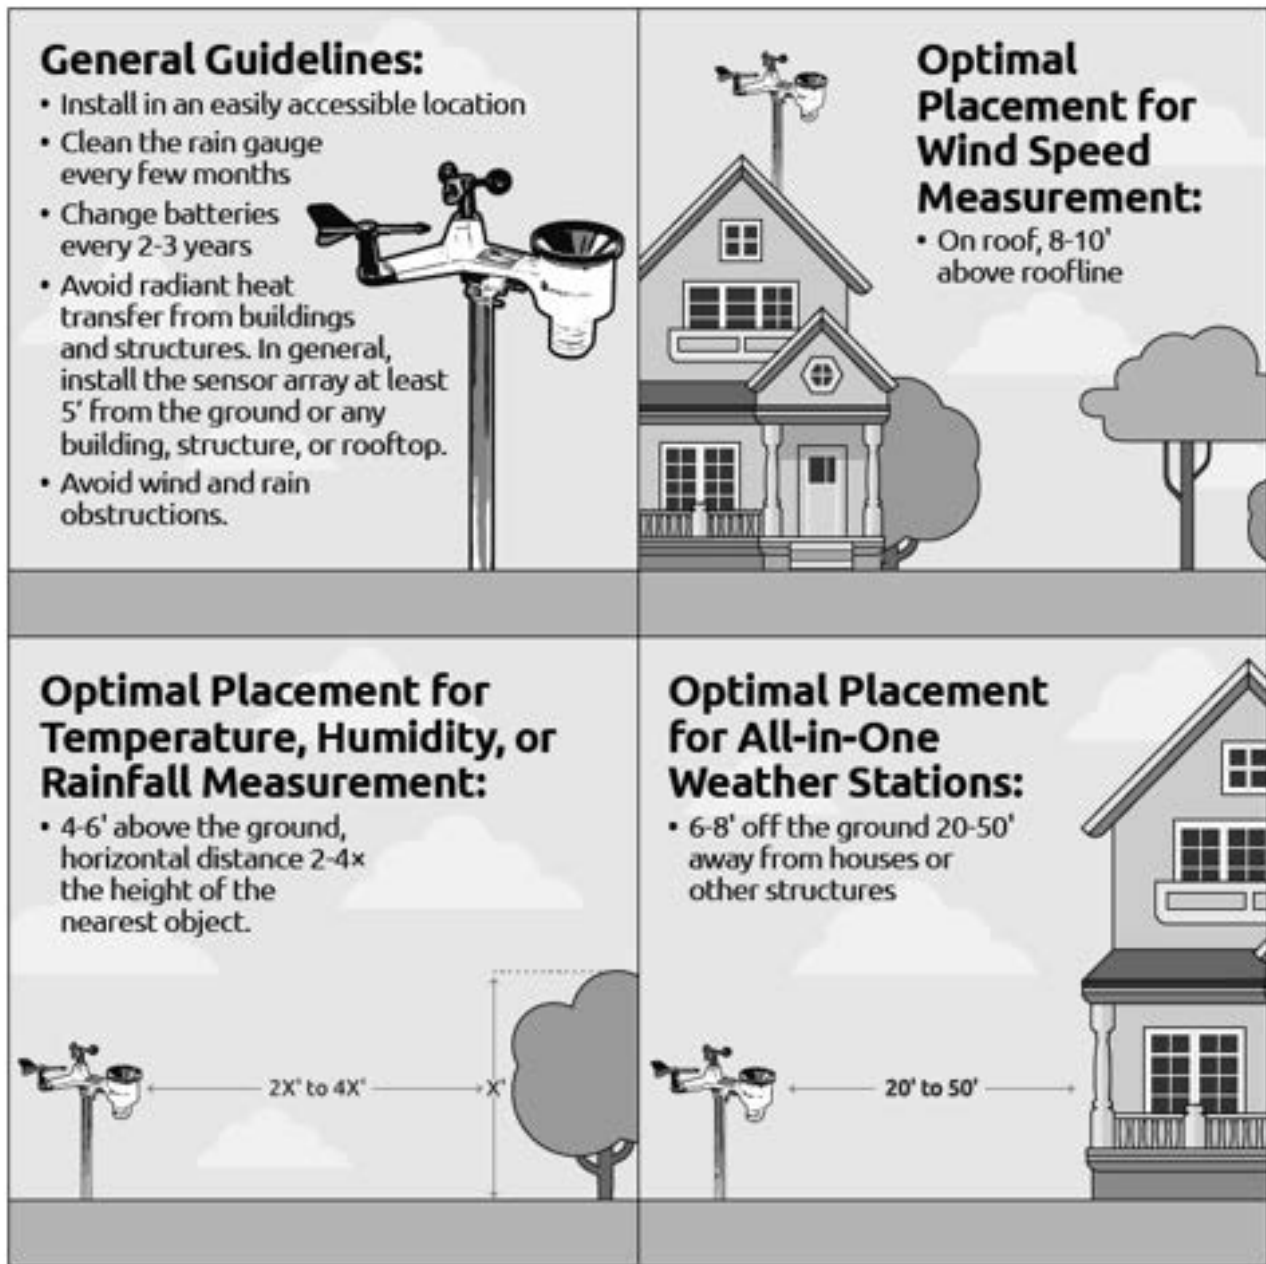 General Guidelines:
• Install in an easily accessible location
• Clean the rain gauge
every few months
• Change batteries
every 2-3 years
• Avoid radiant heat
transfer from buildings
and structures. In general,
install the sensor array at least
5' from the ground or any
building, structure, or rooftop.
• Avoid wind and rain
obstructions.
Optimal
Placement for
Wind Speed
Measurement:
• On roof, 8-10'
above roofline
Optimal Placement for
Temperature, Humidity, or
Rainfall Measurement:
• 4-6' above the ground,
horizontal distance 2-4×
the height of the
nearest object.
2X' to 4X'
X'
Optimal Placement
for All-in-One
Weather Stations:
• 6-8' off the ground 20-50'
away from houses or
other structures
20' to 50'